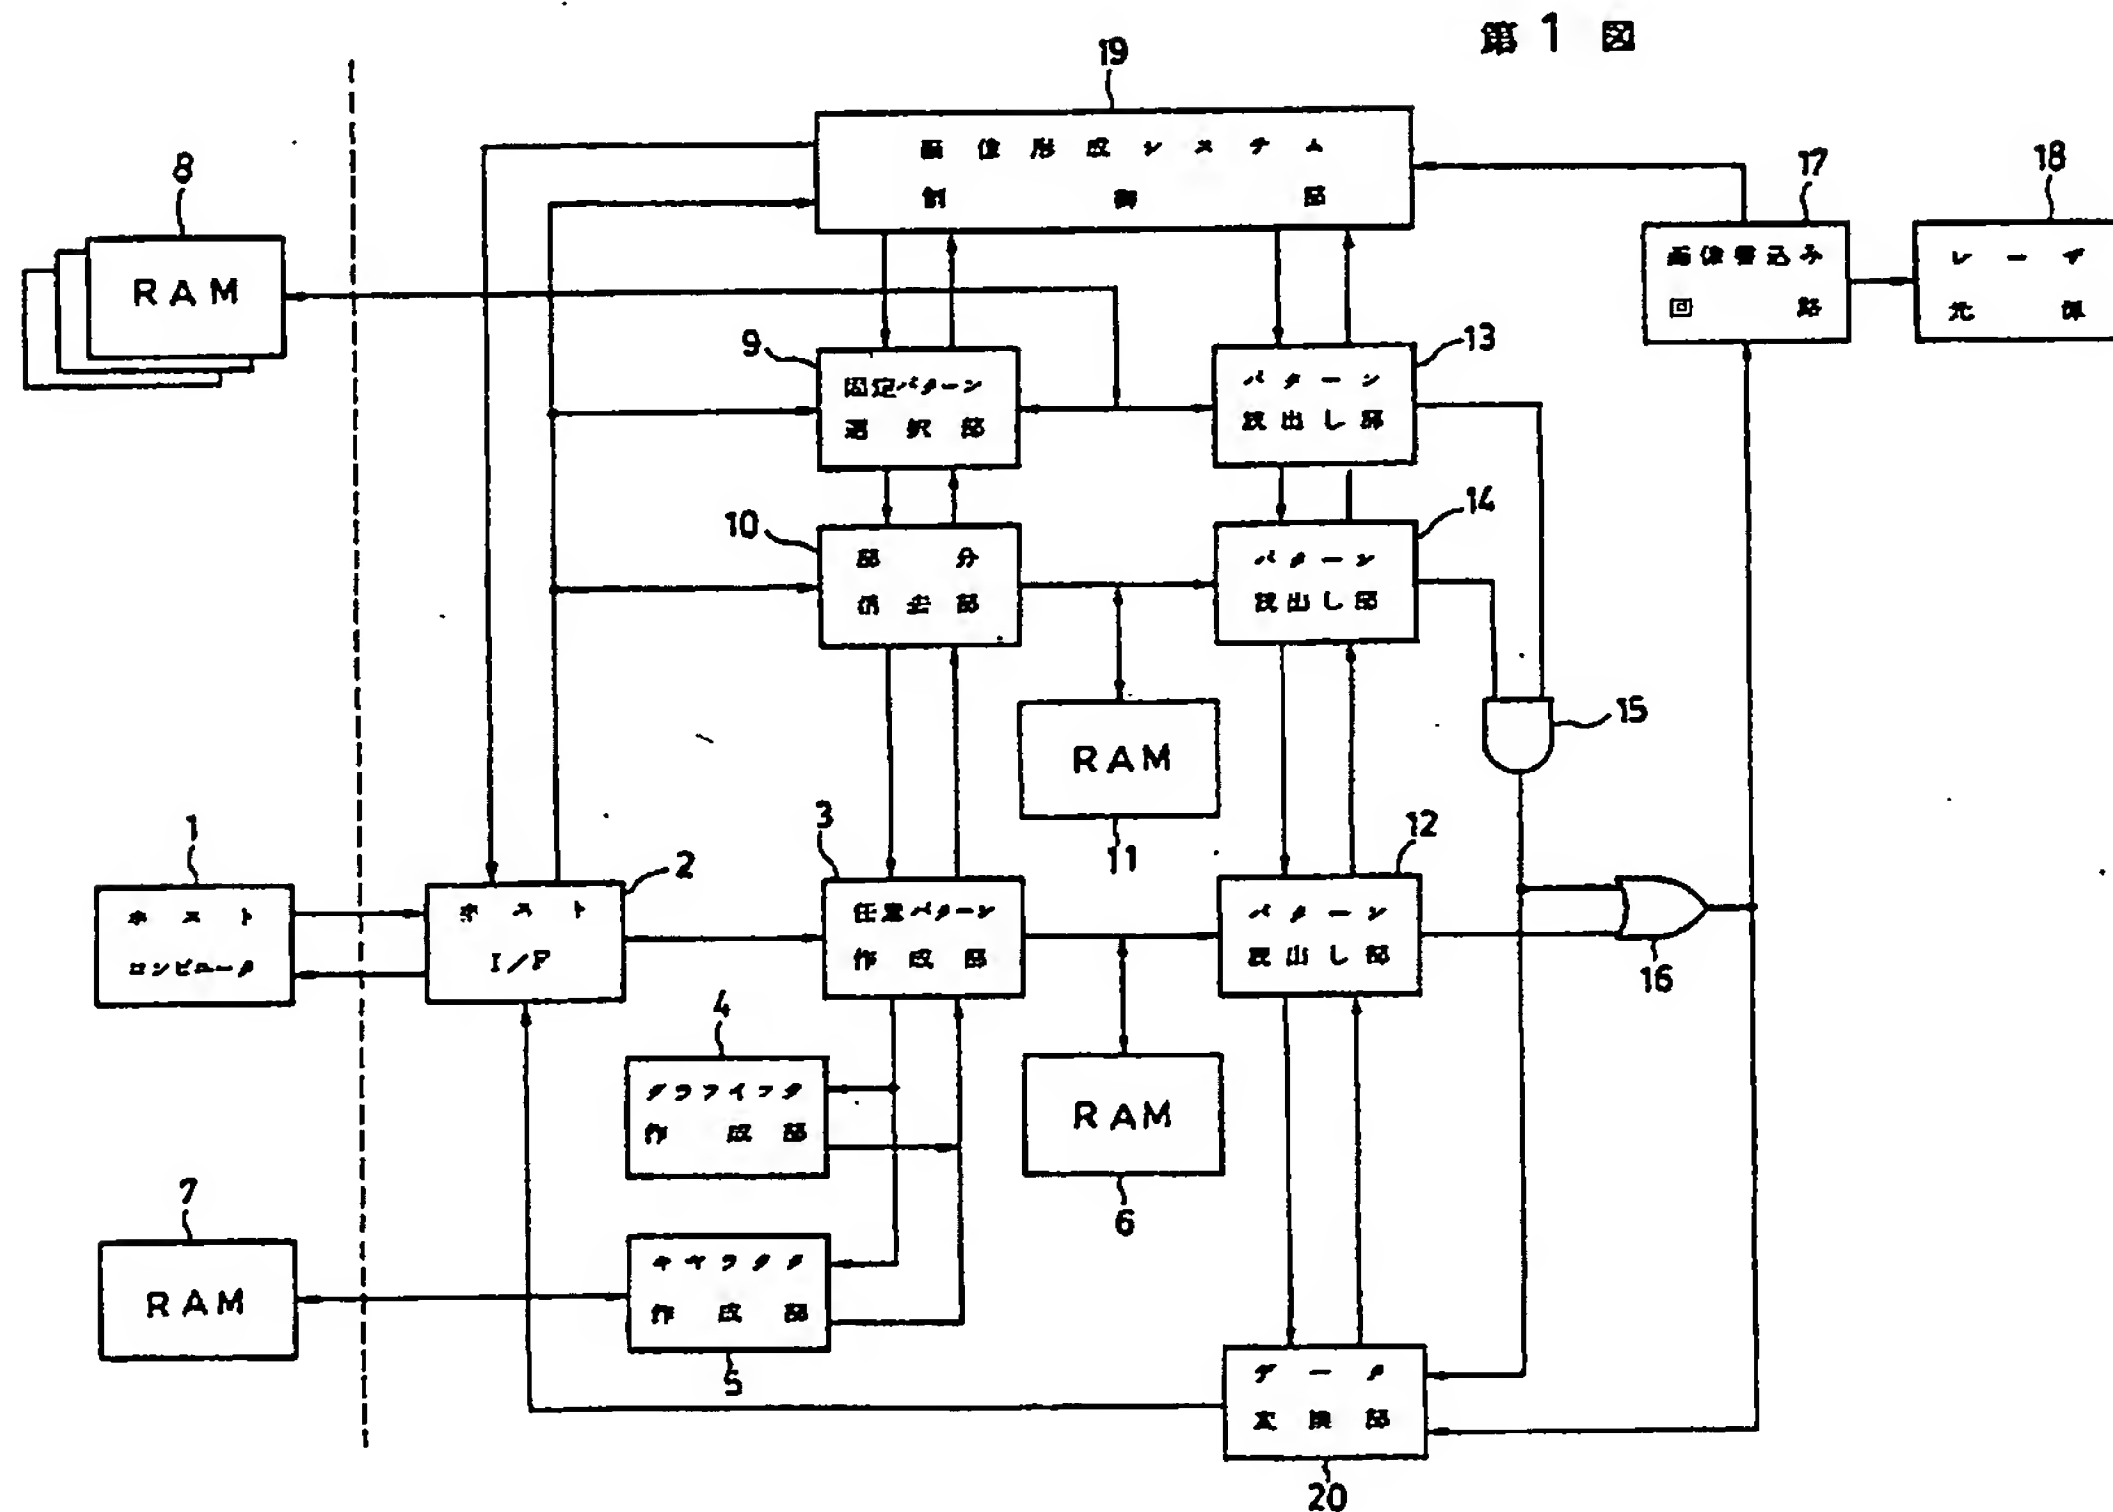 第1図
19
画像形成システム
制御部
8
RAM
17
画像書込み
回路
18
レーザ
光源
9
固定パターン
選択部
13
パターン
読出し部
10
部分
消去部
14
パターン
読出し部
15
RAM
11
1
ホスト
コンピュータ
2
ホスト
I/F
3
任意パターン
作成部
12
パターン
読出し部
16
4
グラフィック
作成部
RAM
6
7
RAM
キャラクタ
作成部
5
データ
変換部
20